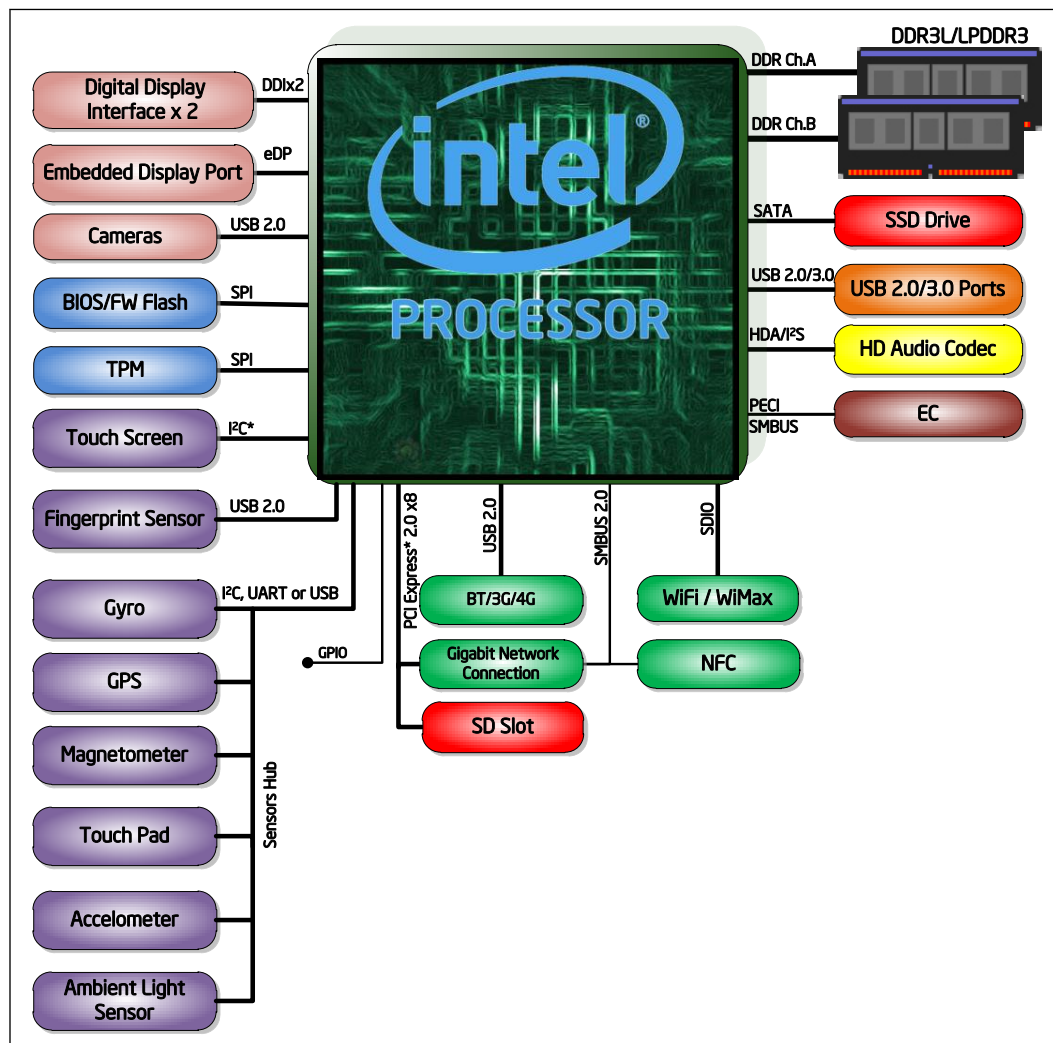 DDR3L/LPDDR3
DDR Ch.A
DDR Ch.B
Digital Display
Interface x 2
DDIx2
Embedded Display Port
eDP
Cameras
USB 2.0
BIOS/FW Flash
SPI
TPM
SPI
Touch Screen
I²C*
Fingerprint Sensor
USB 2.0
intel®
PROCESSOR
SATA
SSD Drive
USB 2.0/3.0
USB 2.0/3.0 Ports
HDA/I²S
HD Audio Codec
PECI
SMBUS
EC
Gyro
I²C, UART or USB
GPS
Magnetometer
Touch Pad
Accelometer
Ambient Light
Sensor
Sensors Hub
GPIO
PCI Express* 2.0 x8
USB 2.0
SMBUS 2.0
SDIO
BT/3G/4G
WiFi / WiMax
Gigabit Network
Connection
NFC
SD Slot